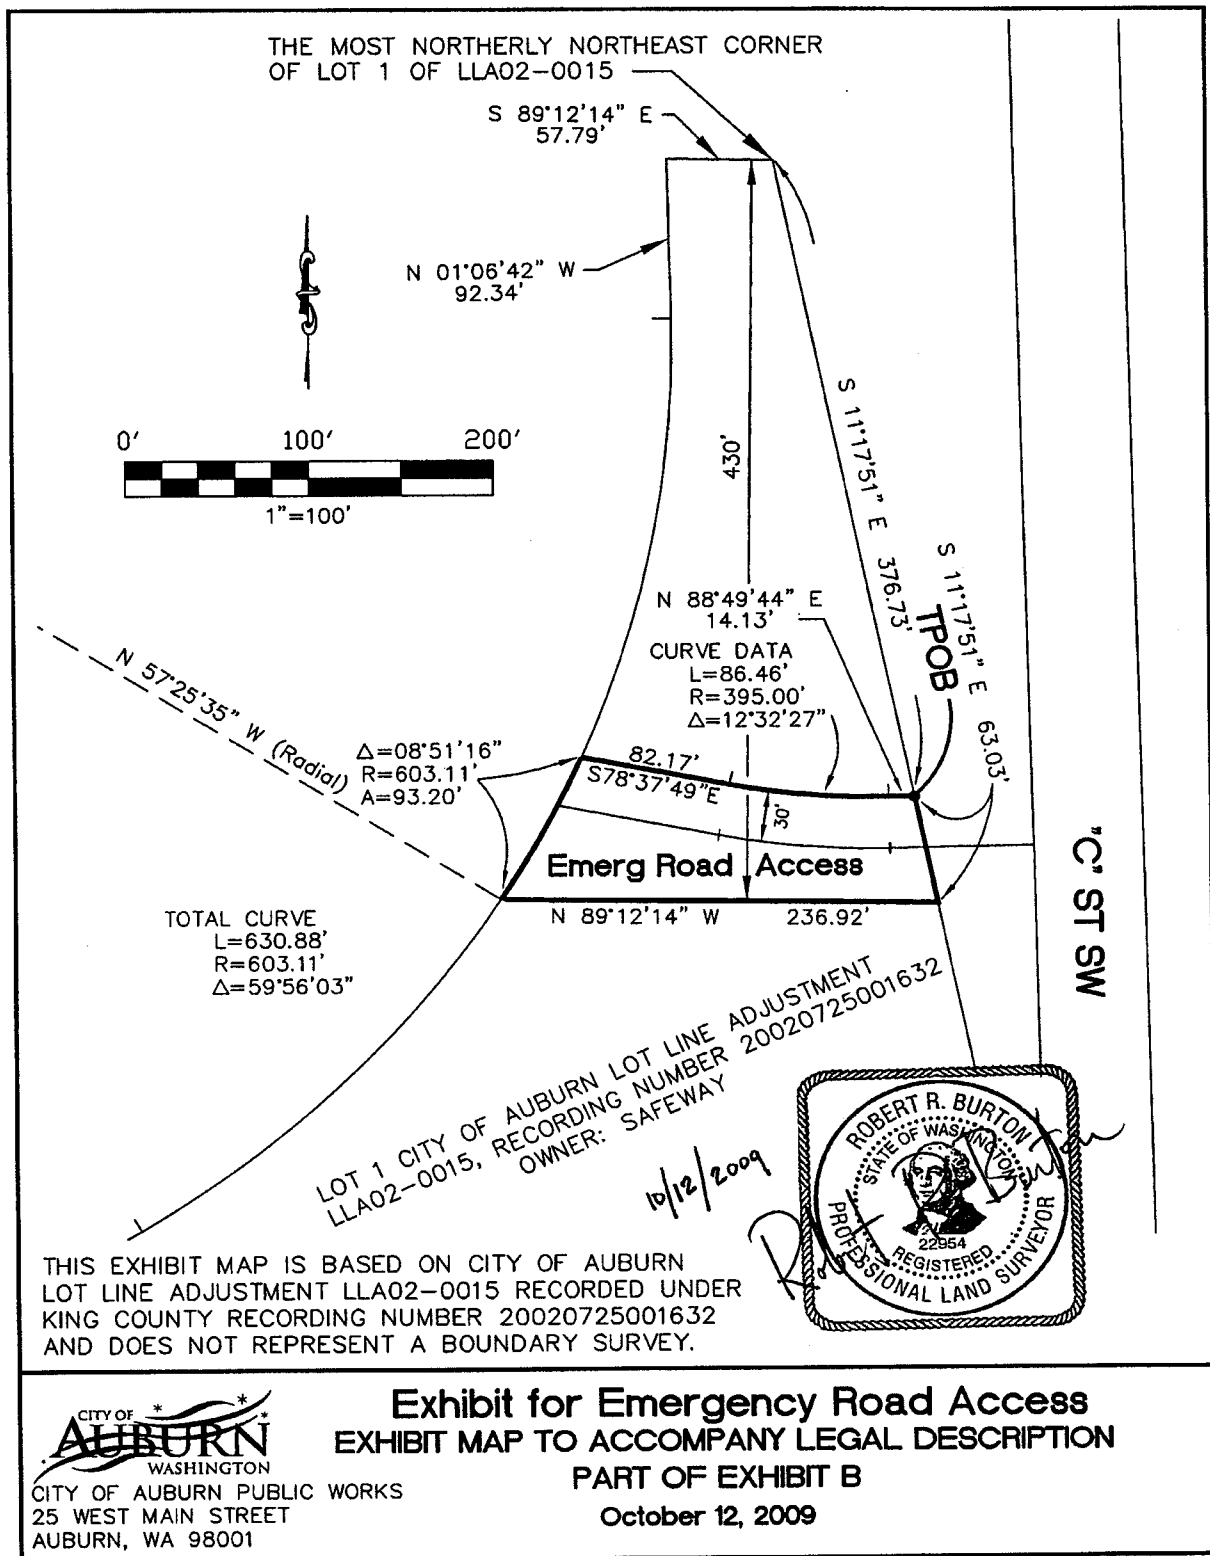 THE MOST NORTHERLY NORTHEAST CORNER
OF LOT 1 OF LLA02-0015
S 89°12'14" E
57.79'
N 01°06'42" W
92.34'
0' 100' 200'
1"=100'
430'
S 11°17'51" E 376.73'
S 11°17'51" E 63.03'
TPOB
N 88°49'44" E
14.13'
CURVE DATA
L=86.46'
R=395.00'
Δ=12°32'27"
N 57°25'35" W (Radial)
Δ=08°51'16"
R=603.11'
A=93.20'
82.17'
S78°37'49"E
30'
Emerg Road Access
N 89°12'14" W 236.92'
TOTAL CURVE
L=630.88'
R=603.11'
Δ=59°56'03"
"C" ST SW
LOT 1 CITY OF AUBURN LOT LINE ADJUSTMENT
LLA02-0015, RECORDING NUMBER 20020725001632
OWNER: SAFEWAY
10/12/2009
ROBERT R. BURTON
STATE OF WASHINGTON
22954
REGISTERED
PROFESSIONAL LAND SURVEYOR
THIS EXHIBIT MAP IS BASED ON CITY OF AUBURN
LOT LINE ADJUSTMENT LLA02-0015 RECORDED UNDER
KING COUNTY RECORDING NUMBER 20020725001632
AND DOES NOT REPRESENT A BOUNDARY SURVEY.
CITY OF
AUBURN
WASHINGTON
CITY OF AUBURN PUBLIC WORKS
25 WEST MAIN STREET
AUBURN, WA 98001
Exhibit for Emergency Road Access
EXHIBIT MAP TO ACCOMPANY LEGAL DESCRIPTION
PART OF EXHIBIT B
October 12, 2009